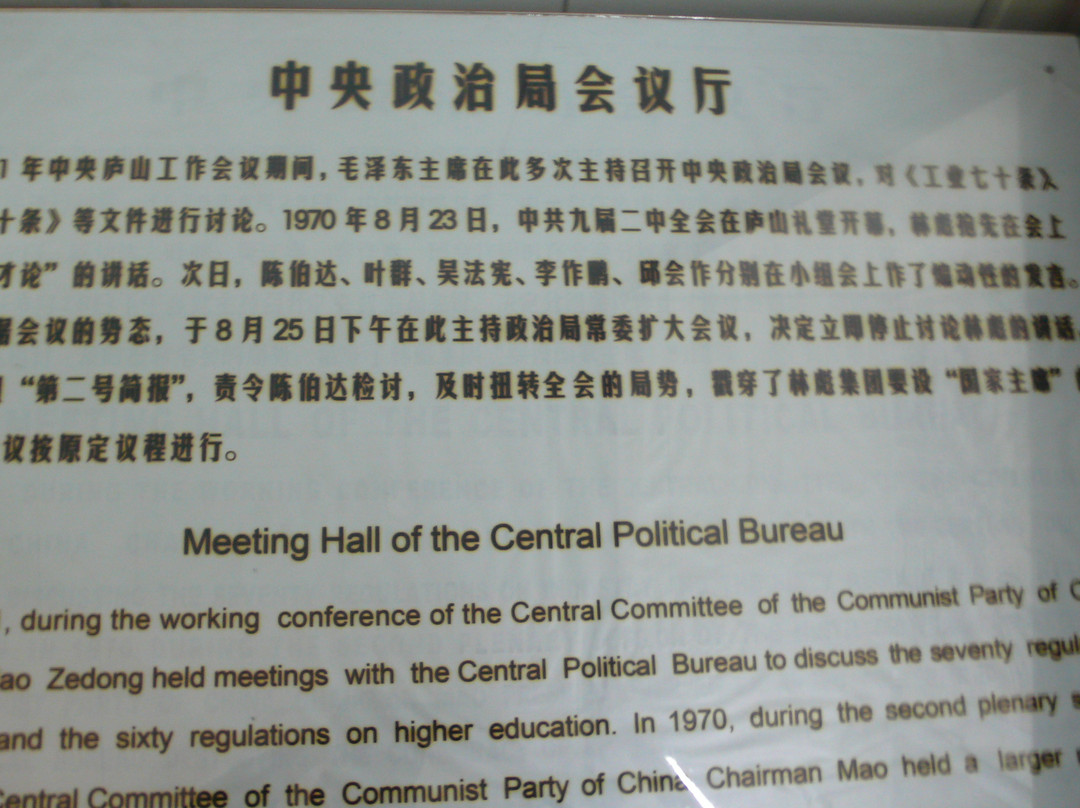 中央政治局会议厅
1 年中央庐山工作会议期间，毛泽东主席在此多次主持召开中央政治局会议，对《工业七十条》
十条》等文件进行讨论。1970 年 8 月 23 日，中共九届二中全会在庐山礼堂开幕，林彪抢先在会上
才论”的讲话。次日，陈伯达、叶群、吴法宪、李作鹏、邱会作分别在小组会上作了煽动性的发言。
会议的势态，于 8 月 25 日下午在此主持政治局常委扩大会议，决定立即停止讨论林彪的讲话
“第二号简报”，责令陈伯达检讨，及时扭转全会的局势，戳穿了林彪集团要设“国家主席”
议按原定议程进行。
Meeting Hall of the Central Political Bureau
, during the working conference of the Central Committee of the Communist Party of C
ao Zedong held meetings with the Central Political Bureau to discuss the seventy regul
and the sixty regulations on higher education. In 1970, during the second plenary s
Central Committee of the Communist Party of China, Chairman Mao held a larger